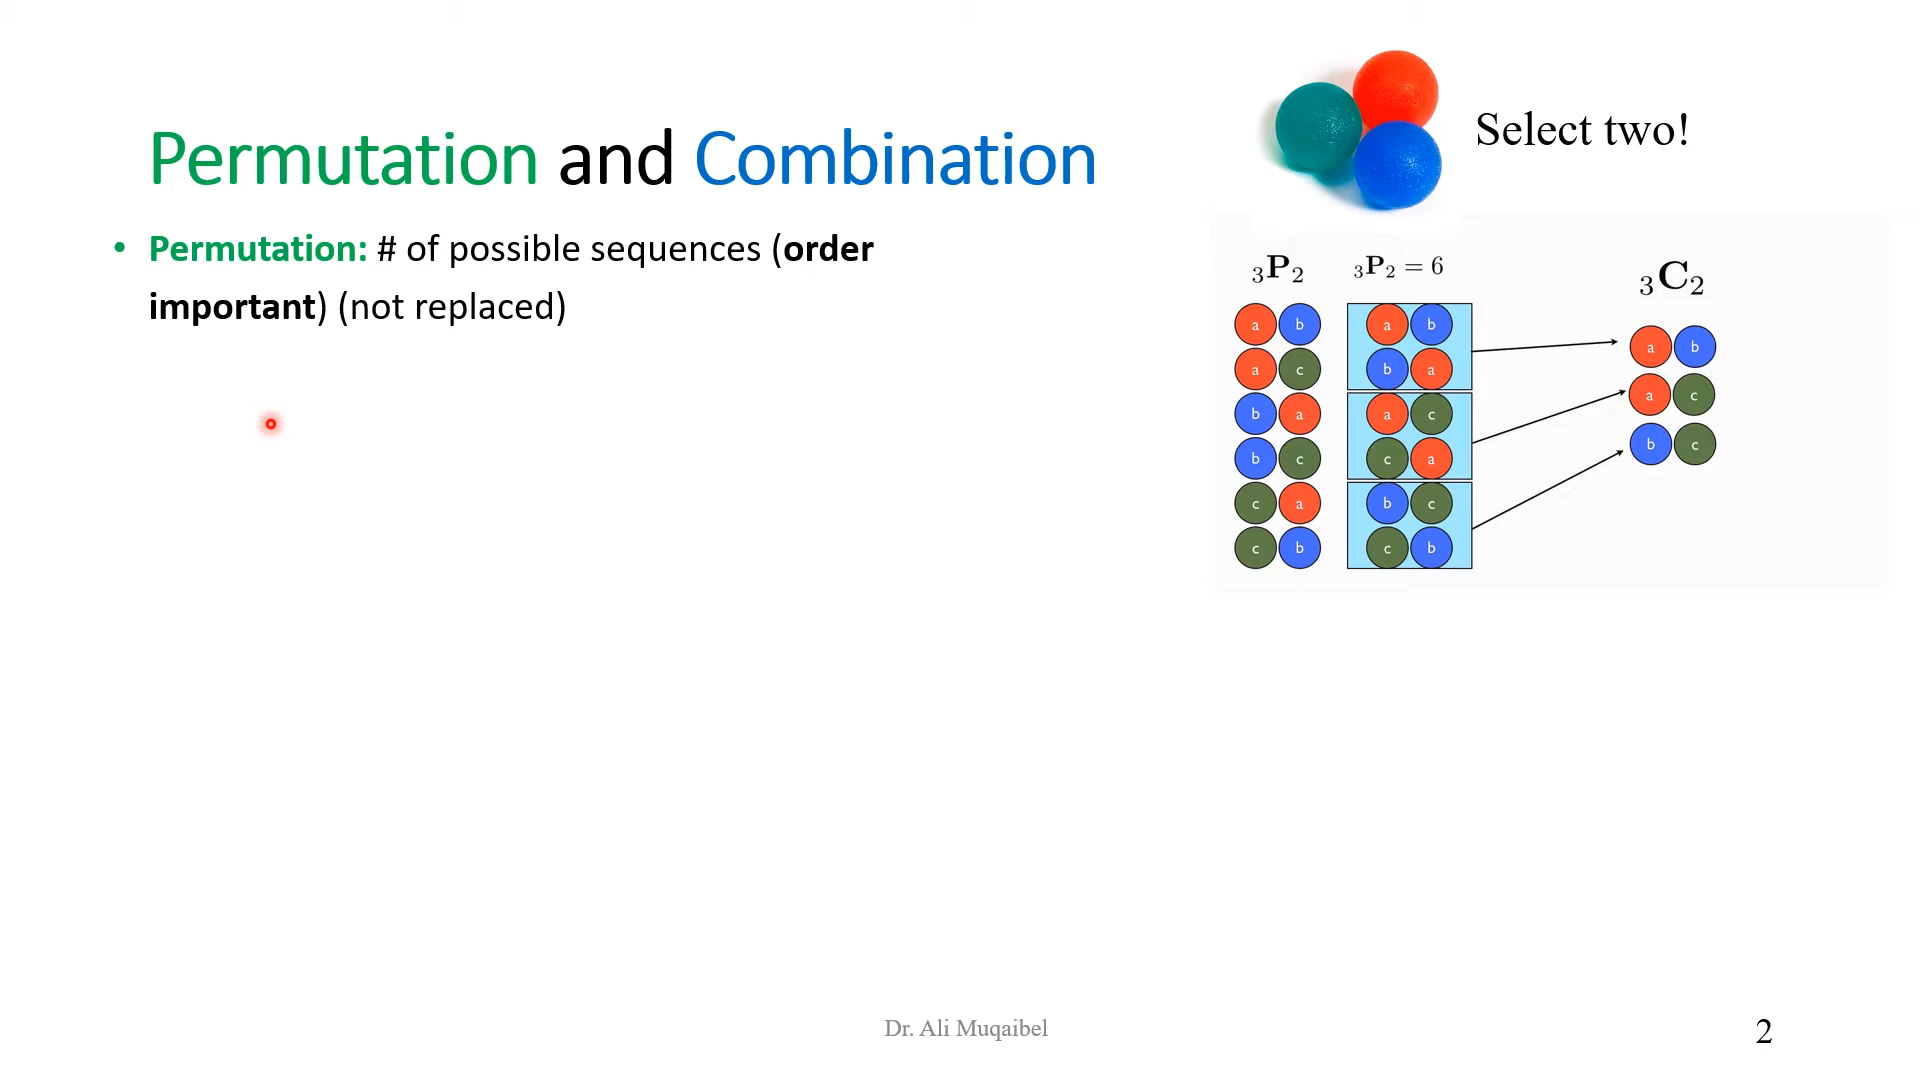 Select two!
Permutation and Combination
• Permutation: # of possible sequences (order
important) (not replaced)
₃P₂
₃P₂ = 6
₃C₂
a b
a c
b a
b c
c a
c b
a b
b a
a c
c a
b c
c b
a b
a c
b c
Dr. Ali Muqaibel
2